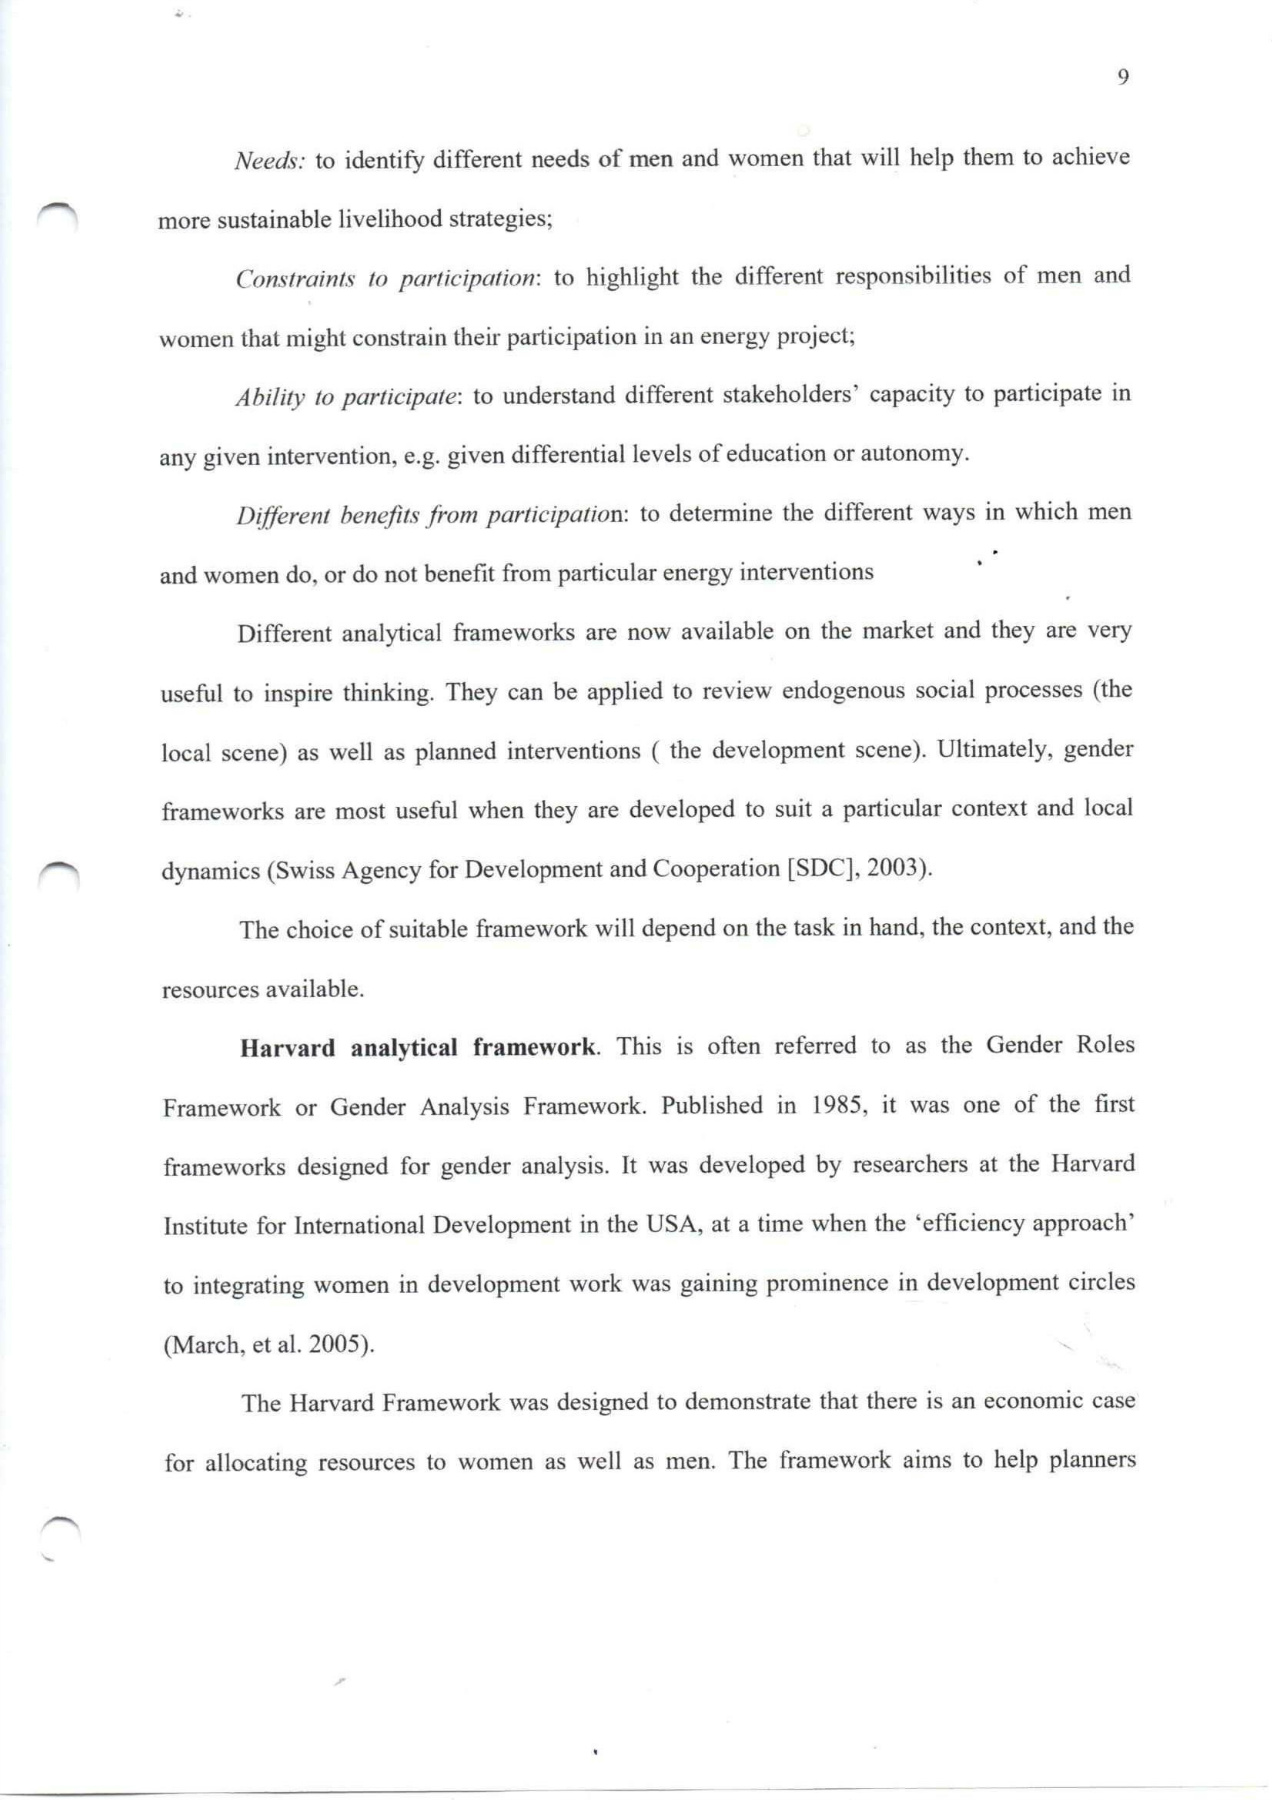 9
Needs: to identify different needs of men and women that will help them to achieve
more sustainable livelihood strategies;
Constraints to participation: to highlight the different responsibilities of men and
women that might constrain their participation in an energy project;
Ability to participate: to understand different stakeholders’ capacity to participate in
any given intervention, e.g. given differential levels of education or autonomy.
Different benefits from participation: to determine the different ways in which men
and women do, or do not benefit from particular energy interventions
Different analytical frameworks are now available on the market and they are very
useful to inspire thinking. They can be applied to review endogenous social processes (the
local scene) as well as planned interventions ( the development scene). Ultimately, gender
frameworks are most useful when they are developed to suit a particular context and local
dynamics (Swiss Agency for Development and Cooperation [SDC], 2003).
The choice of suitable framework will depend on the task in hand, the context, and the
resources available.
Harvard analytical framework. This is often referred to as the Gender Roles
Framework or Gender Analysis Framework. Published in 1985, it was one of the first
frameworks designed for gender analysis. It was developed by researchers at the Harvard
Institute for International Development in the USA, at a time when the ‘efficiency approach’
to integrating women in development work was gaining prominence in development circles
(March, et al. 2005).
The Harvard Framework was designed to demonstrate that there is an economic case
for allocating resources to women as well as men. The framework aims to help planners